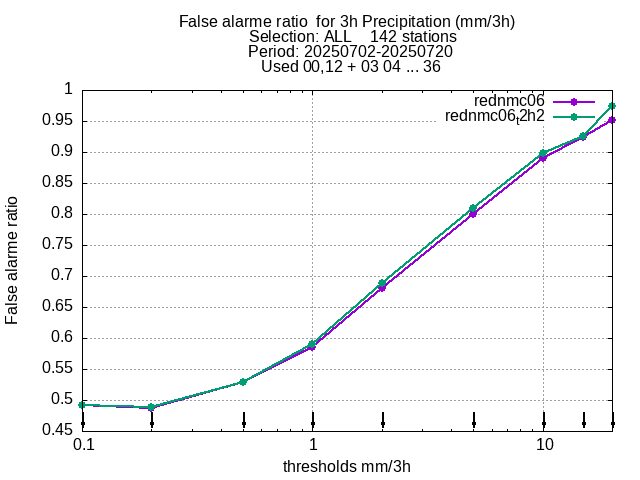 False alarme ratio  for 3h Precipitation (mm/3h)
Selection: ALL    142 stations
Period: 20250702-20250720
Used 00,12 + 03 04 ... 36
1
rednmc06
0.95
rednmc06t2h2
0.9
0.85
0.8
0.75
0.7
0.65
0.6
0.55
0.5
0.45
False alarme ratio
0.1
1
10
thresholds mm/3h